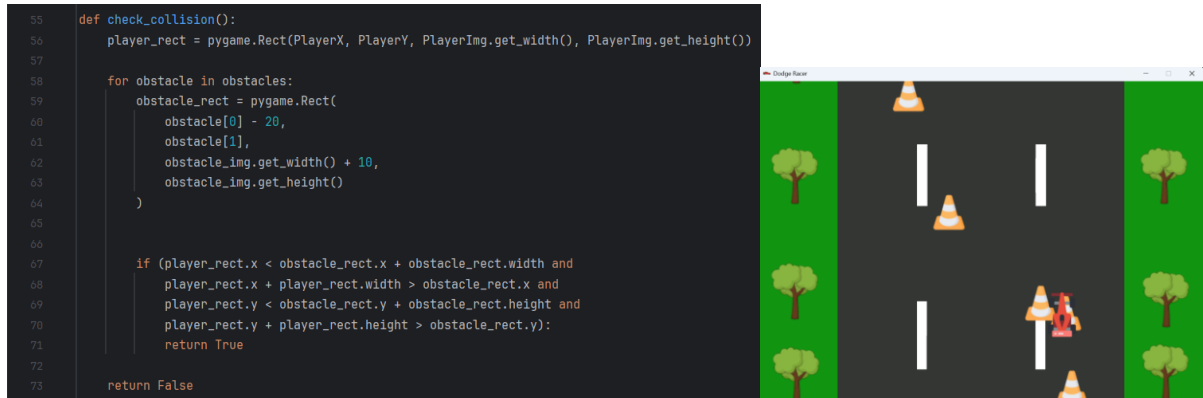 55 def check_collision():
56 player_rect = pygame.Rect(PlayerX, PlayerY, PlayerImg.get_width(), PlayerImg.get_height())
57
58 for obstacle in obstacles:
59 obstacle_rect = pygame.Rect(
60 obstacle[0] - 20,
61 obstacle[1],
62 obstacle_img.get_width() + 10,
63 obstacle_img.get_height()
64 )
65
66
67 if (player_rect.x < obstacle_rect.x + obstacle_rect.width and
68 player_rect.x + player_rect.width > obstacle_rect.x and
69 player_rect.y < obstacle_rect.y + obstacle_rect.height and
70 player_rect.y + player_rect.height > obstacle_rect.y):
71 return True
72
73 return False
Dodge Racer